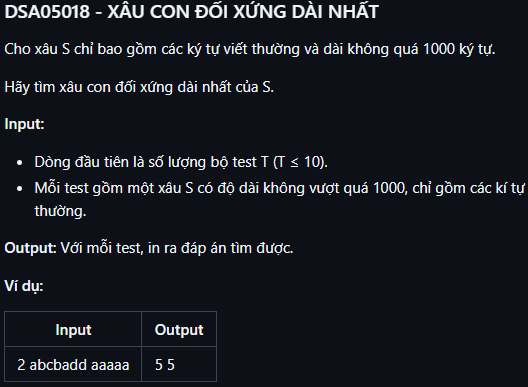 DSA05018 - XÂU CON ĐỐI XỨNG DÀI NHẤT
Cho xâu S chỉ bao gồm các ký tự viết thường và dài không quá 1000 ký tự.
Hãy tìm xâu con đối xứng dài nhất của S.
Input:
• Dòng đầu tiên là số lượng bộ test T (T ≤ 10).
• Mỗi test gồm một xâu S có độ dài không vượt quá 1000, chỉ gồm các kí tự
thường.
Output: Với mỗi test, in ra đáp án tìm được.
Ví dụ:
Input Output
2 abcbadd aaaaa 5 5